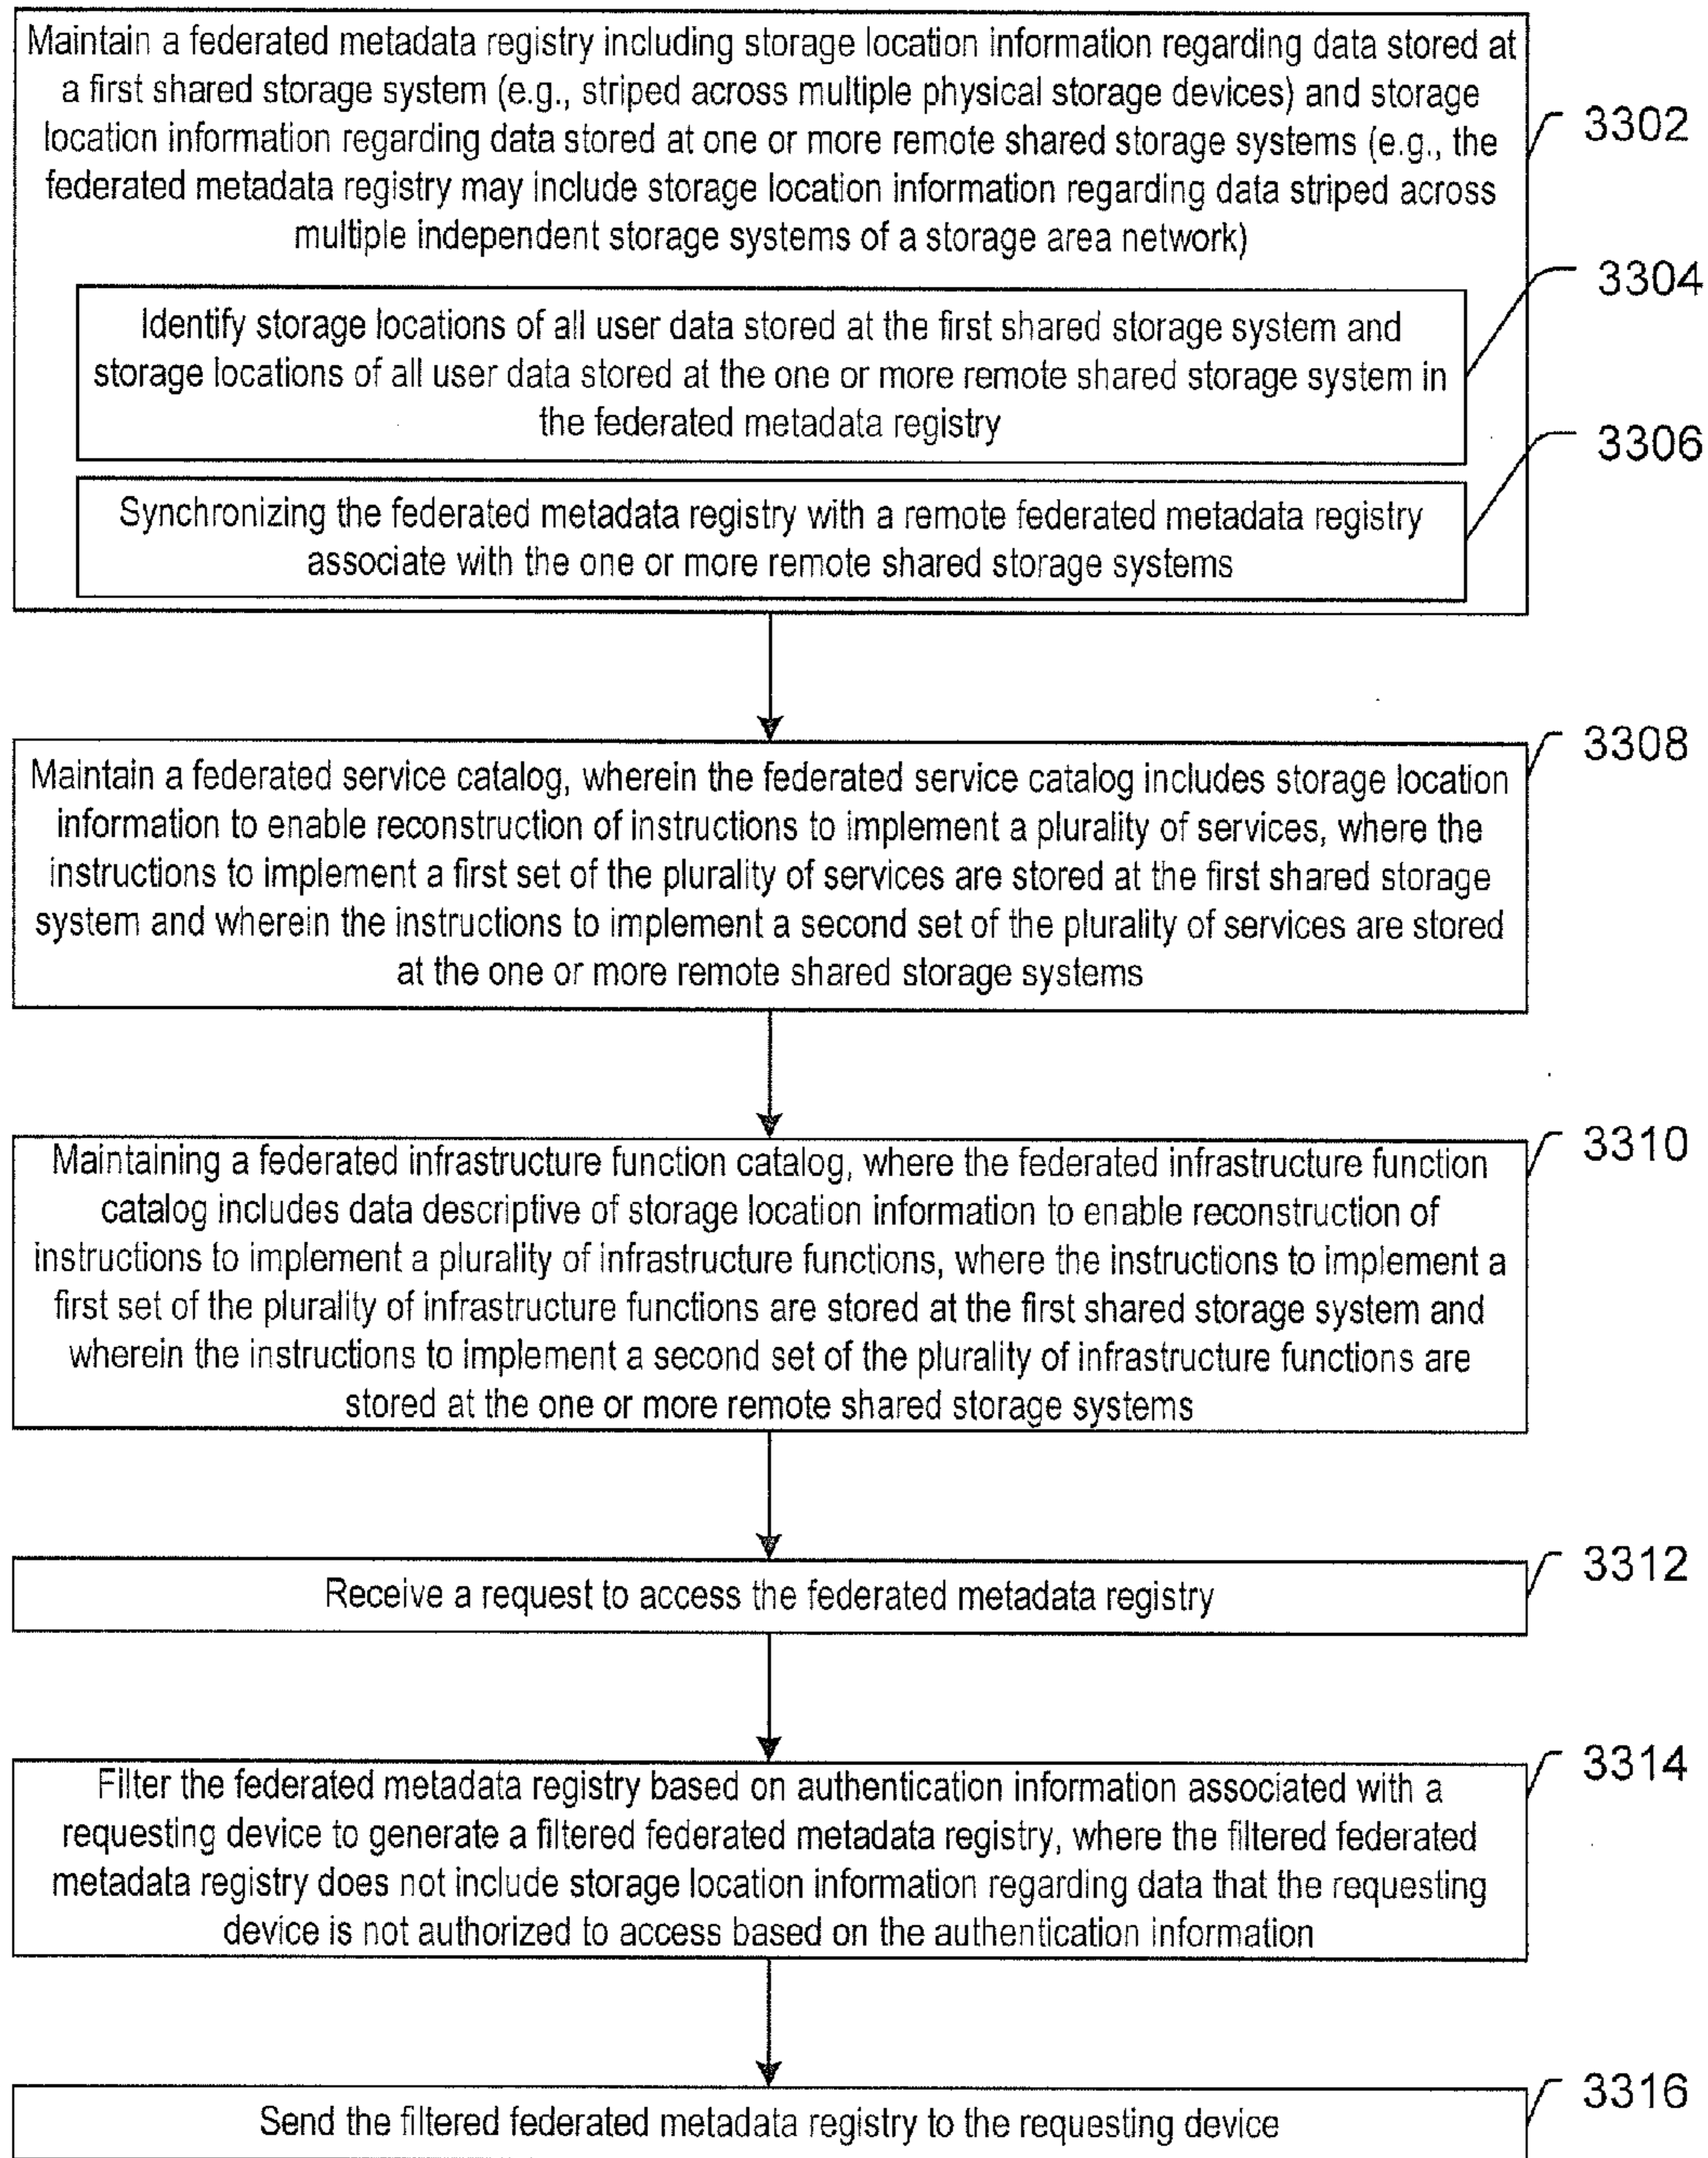 Maintain a federated metadata registry including storage location information regarding data stored at
a first shared storage system (e.g., striped across multiple physical storage devices) and storage
location information regarding data stored at one or more remote shared storage systems (e.g., the
federated metadata registry may include storage location information regarding data striped across
multiple independent storage systems of a storage area network)
3302
Identify storage locations of all user data stored at the first shared storage system and
storage locations of all user data stored at the one or more remote shared storage system in
the federated metadata registry
3304
Synchronizing the federated metadata registry with a remote federated metadata registry
associate with the one or more remote shared storage systems
3306
Maintain a federated service catalog, wherein the federated service catalog includes storage location
information to enable reconstruction of instructions to implement a plurality of services, where the
instructions to implement a first set of the plurality of services are stored at the first shared storage
system and wherein the instructions to implement a second set of the plurality of services are stored
at the one or more remote shared storage systems
3308
Maintaining a federated infrastructure function catalog, where the federated infrastructure function
catalog includes data descriptive of storage location information to enable reconstruction of
instructions to implement a plurality of infrastructure functions, where the instructions to implement a
first set of the plurality of infrastructure functions are stored at the first shared storage system and
wherein the instructions to implement a second set of the plurality of infrastructure functions are
stored at the one or more remote shared storage systems
3310
Receive a request to access the federated metadata registry
3312
Filter the federated metadata registry based on authentication information associated with a
requesting device to generate a filtered federated metadata registry, where the filtered federated
metadata registry does not include storage location information regarding data that the requesting
device is not authorized to access based on the authentication information
3314
Send the filtered federated metadata registry to the requesting device
3316